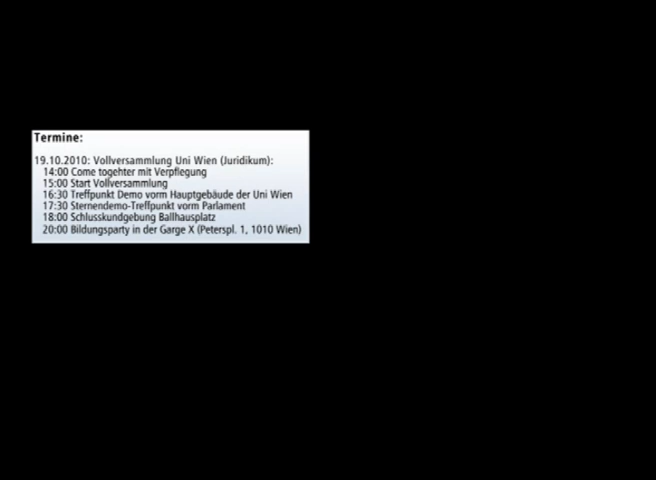 Termine:
19.10.2010: Vollversammlung Uni Wien (Juridikum):
14:00 Come togehter mit Verpflegung
15:00 Start Vollversammlung
16:30 Treffpunkt Demo vorm Hauptgebäude der Uni Wien
17:30 Sternendemo-Treffpunkt vorm Parlament
18:00 Schlusskundgebung Ballhausplatz
20:00 Bildungsparty in der Garge X (Peterspl. 1, 1010 Wien)